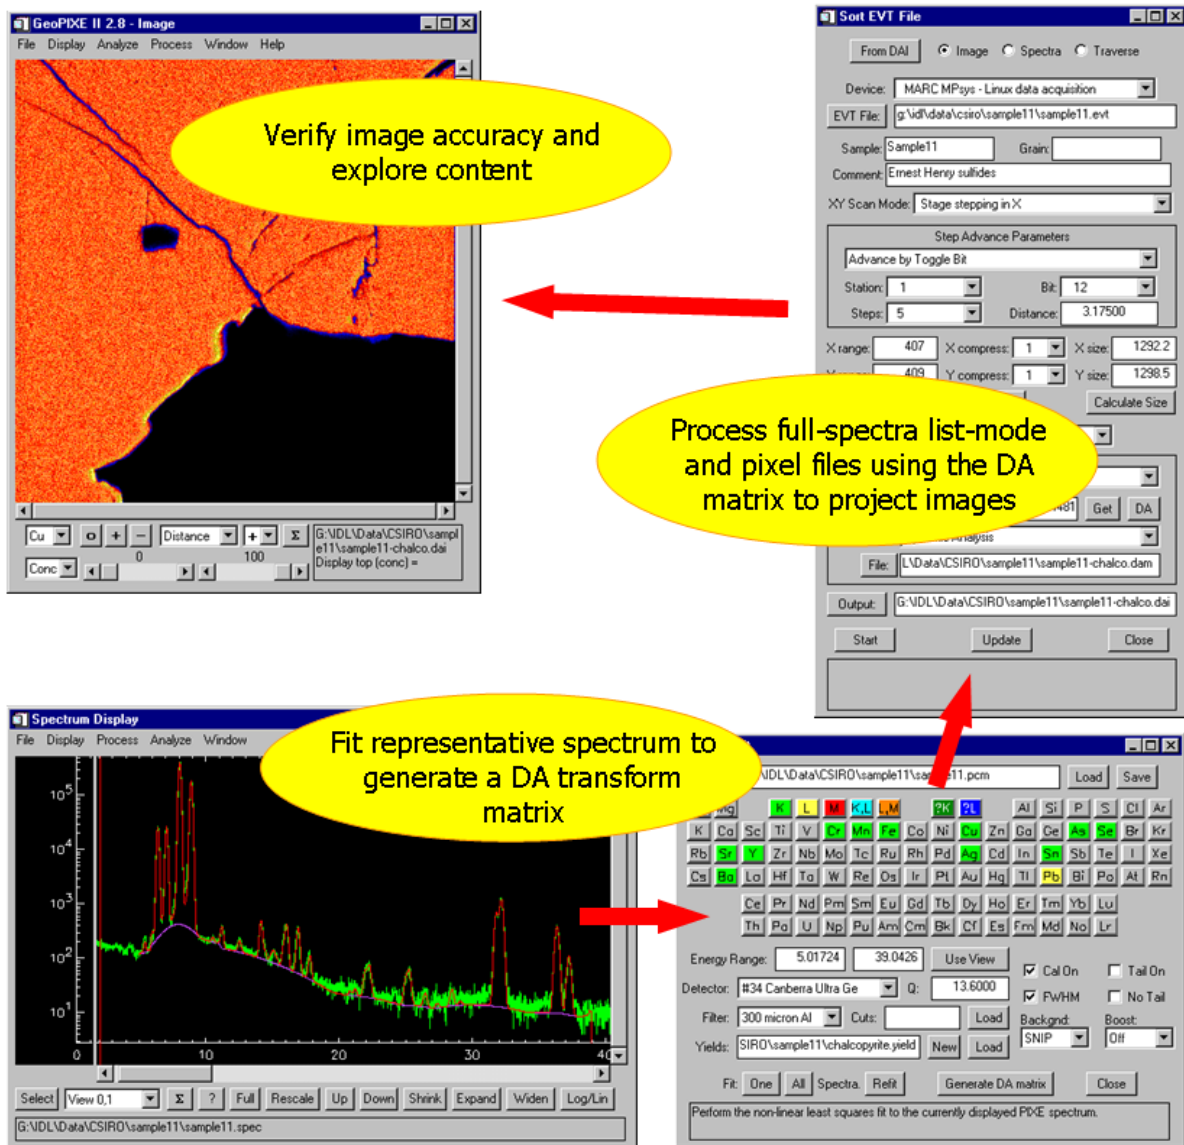 GeoPIXE II 2.8 - Image
File Display Analyze Process Window Help
Verify image accuracy and
explore content
Cu o + − Distance + Σ
0 100
Conc
G:\IDL\Data\CSIRO\sampl
e11\sample11-chalco.dai
Display top (conc) =
Sort EVT File
From DAI Image Spectra Traverse
Device: MARC MPsys - Linux data acquisition
EVT File: g:\idl\data\csiro\sample11\sample11.evt
Sample: Sample11 Grain:
Comment: Ernest Henry sulfides
XY Scan Mode: Stage stepping in X
Step Advance Parameters
Advance by Toggle Bit
Station: 1 Bit: 12
Steps: 5 Distance: 3.17500
X range: 407 X compress: 1 X size: 1292.2
409 Y compress: 1 Y size: 1298.5
Calculate Size
Process full-spectra list-mode
and pixel files using the DA
matrix to project images
481 Get DA
Analysis
File: L\Data\CSIRO\sample11\sample11-chalco.dam
Output: G:\IDL\Data\CSIRO\sample11\sample11-chalco.dai
Start Update Close
Spectrum Display
File Display Process Analyze Window
Fit representative spectrum to
generate a DA transform
matrix
10⁵
10⁴
10³
10²
10¹
0 10 20 30 40
Select View 0,1 Σ ? Full Rescale Up Down Shrink Expand Widen Log/Lin
G:\IDL\Data\CSIRO\sample11\sample11.spec
\IDL\Data\CSIRO\sample11\sample11.pcm Load Save
Mg K L M K,L L,M ?K ?L Al Si P S Cl Ar
K Ca Sc Ti V Cr Mn Fe Co Ni Cu Zn Ga Ge As Se Br Kr
Rb Sr Y Zr Nb Mo Tc Ru Rh Pd Ag Cd In Sn Sb Te I Xe
Cs Ba La Hf Ta W Re Os Ir Pt Au Hg Tl Pb Bi Po At Rn
Ce Pr Nd Pm Sm Eu Gd Tb Dy Ho Er Tm Yb Lu
Th Pa U Np Pu Am Cm Bk Cf Es Fm Md No Lr
Energy Range: 5.01724 39.0426 Use View Cal On Tail On
Detector: #34 Canberra Ultra Ge Q: 13.6000 FWHM No Tail
Filter: 300 micron Al Cuts: Load Backgnd: Boost:
Yields: SIRO\sample11\chalcopyrite.yield New Load SNIP Off
Fit: One All Spectra. Refit Generate DA matrix Close
Perform the non-linear least squares fit to the currently displayed PIXE spectrum.